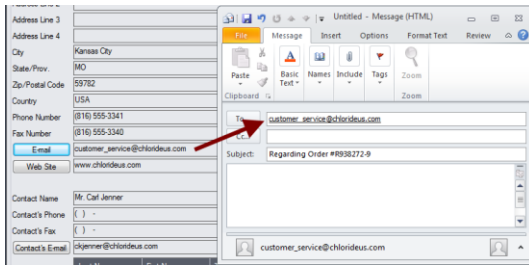 Address Line 3
Address Line 4
City Kansas City
State/Prov. MO
Zip/Postal Code 59782
Country USA
Phone Number (816) 555-3341
Fax Number (816) 555-3340
E-mail customer_service@chlorideus.com
Web Site www.chlorideus.com
Contact Name Mr. Carl Jenner
Contact's Phone ( ) -
Contact's Fax ( ) -
Contact's E-mail ckjenner@chlorideus.com
Untitled - Message (HTML)
File Message Insert Options Format Text Review
Paste Basic Text Names Include Tags Zoom
Clipboard Zoom
To... customer_service@chlorideus.com
Cc...
Subject: Regarding Order #R938272-9
customer_service@chlorideus.com